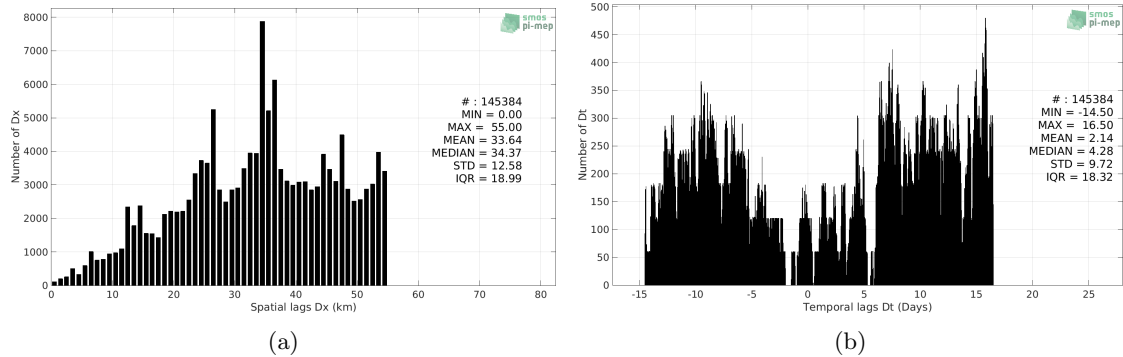 8000
7000
6000
5000
4000
3000
2000
1000
0
Number of Dx
smos
pi-mep
# : 145384
MIN = 0.00
MAX = 55.00
MEAN = 33.64
MEDIAN = 34.37
STD = 12.58
IQR = 18.99
0 10 20 30 40 50 60 70 80
Spatial lags Dx (km)
(a)
500
450
400
350
300
250
200
150
100
50
0
Number of Dt
smos
pi-mep
# : 145384
MIN = -14.50
MAX = 16.50
MEAN = 2.14
MEDIAN = 4.28
STD = 9.72
IQR = 18.32
-15 -10 -5 0 5 10 15 20 25
Temporal lags Dt (Days)
(b)